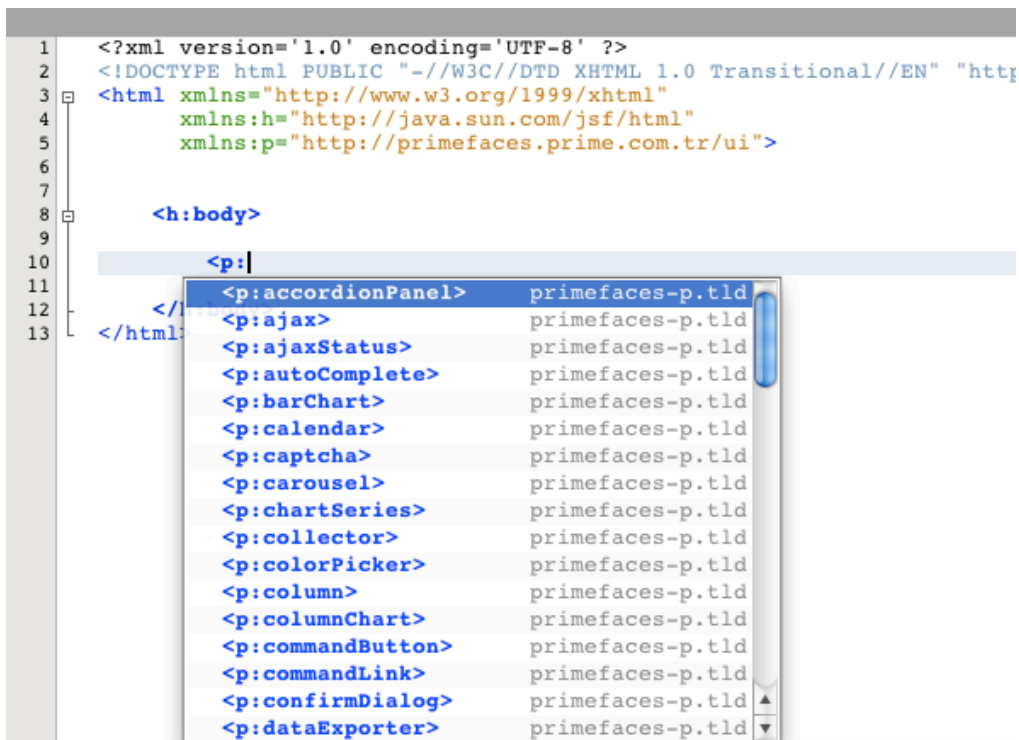 1 <?xml version='1.0' encoding='UTF-8' ?>
2 <!DOCTYPE html PUBLIC "-//W3C//DTD XHTML 1.0 Transitional//EN" "http
3 <html xmlns="http://www.w3.org/1999/xhtml"
4 xmlns:h="http://java.sun.com/jsf/html"
5 xmlns:p="http://primefaces.prime.com.tr/ui">
6
7
8 <h:body>
9
10 <p:
11
12 </h:body>
13 </html>
<p:accordionPanel> primefaces-p.tld
<p:ajax> primefaces-p.tld
<p:ajaxStatus> primefaces-p.tld
<p:autoComplete> primefaces-p.tld
<p:barChart> primefaces-p.tld
<p:calendar> primefaces-p.tld
<p:captcha> primefaces-p.tld
<p:carousel> primefaces-p.tld
<p:chartSeries> primefaces-p.tld
<p:collector> primefaces-p.tld
<p:colorPicker> primefaces-p.tld
<p:column> primefaces-p.tld
<p:columnChart> primefaces-p.tld
<p:commandButton> primefaces-p.tld
<p:commandLink> primefaces-p.tld
<p:confirmDialog> primefaces-p.tld
<p:dataExporter> primefaces-p.tld